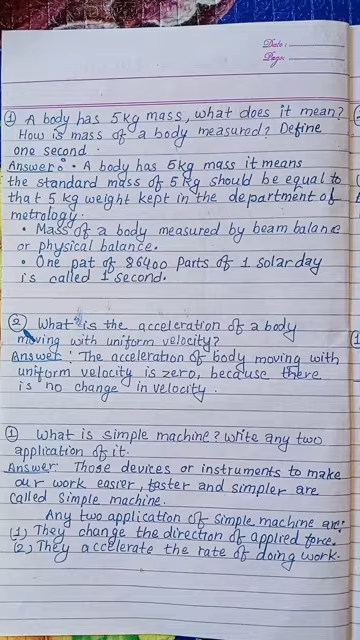 Date:
Page:
① A body has 5 kg mass, what does it mean?
How is mass of a body measured? Define
one second.
Answer: • A body has 5kg mass it means
the standard mass of 5 kg should be equal to
that 5 kg weight kept in the department of
metrology.
• Mass of a body measured by beam balance
or physical balance.
• One pat of 86400 parts of 1 solar day
is called 1 second.
② What is the acceleration of a body
moving with uniform velocity?
Answer: The acceleration of body moving with
uniform velocity is zero, because there
is no change in velocity.
① What is simple machine? Write any two
application of it.
Answer: Those devices or instruments to make
our work easier, faster and simpler are
called simple machine.
Any two application of simple machine are:
(1) They change the direction of applied force.
(2) They accelerate the rate of doing work.